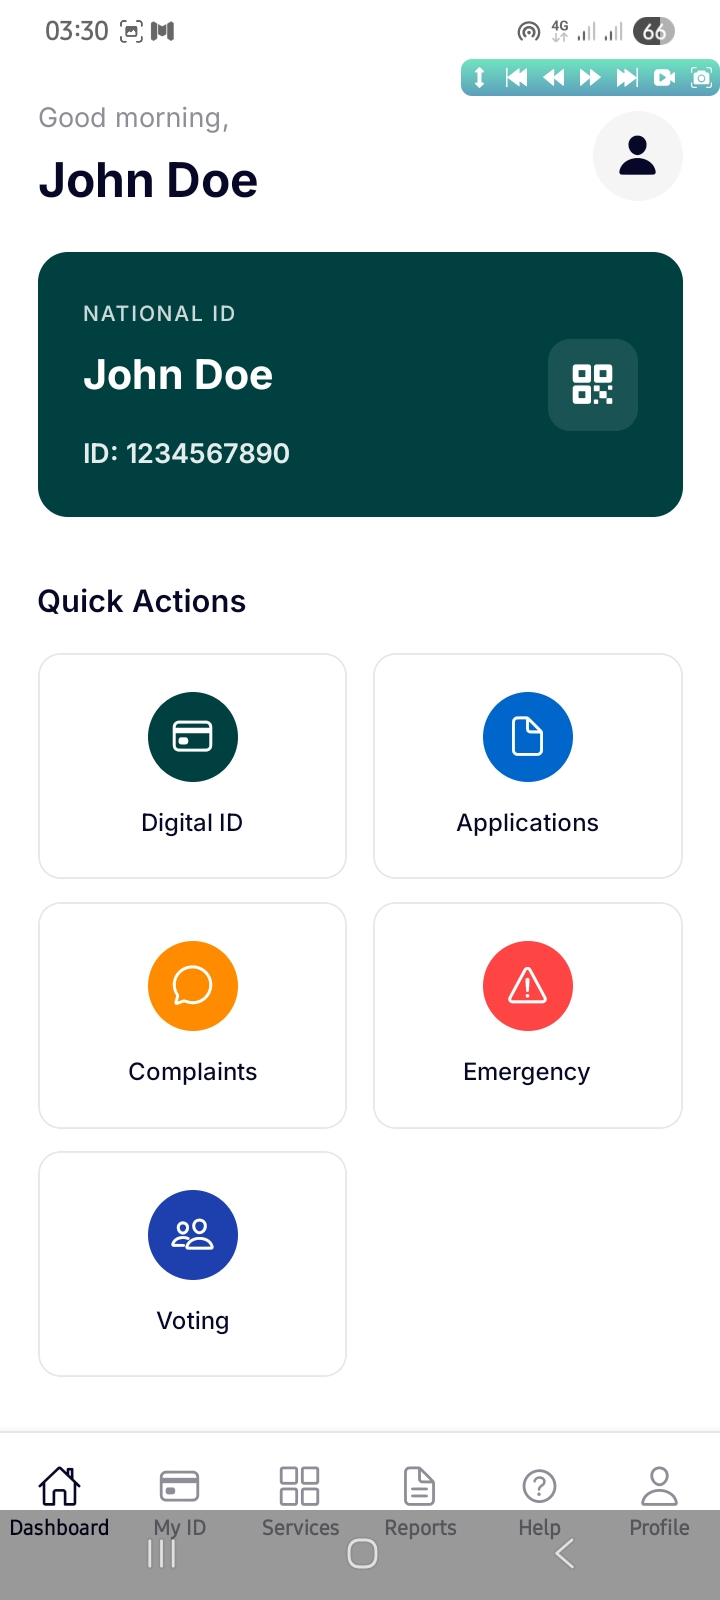 03:30
4G
66
Good morning,
John Doe
NATIONAL ID
John Doe
ID: 1234567890
Quick Actions
Digital ID
Applications
Complaints
Emergency
Voting
Dashboard
My ID
Services
Reports
Help
Profile